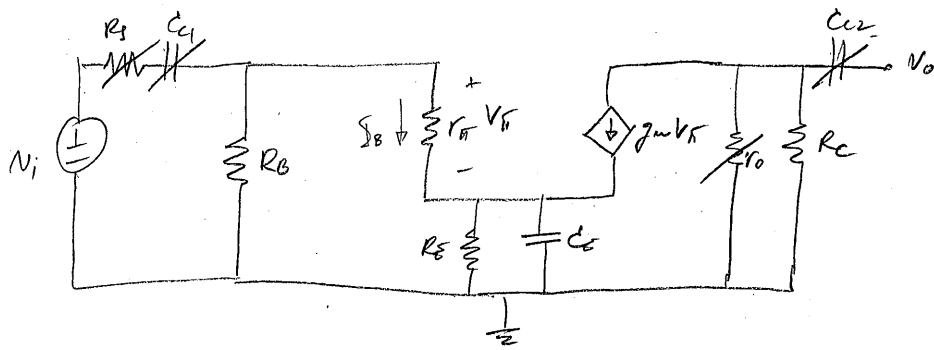 Rs
Cc1
Cc2
Vo
+
IB
rπ
Vπ
gmVπ
Vi
RB
ro
RC
-
RE
CE